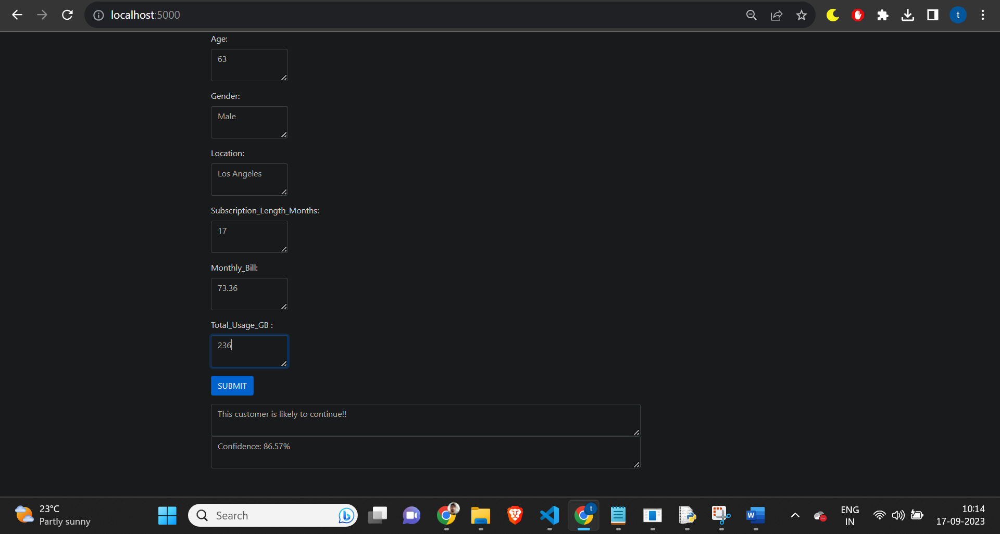 localhost:5000
t
Age:
63
Gender:
Male
Location:
Los Angeles
Subscription_Length_Months:
17
Monthly_Bill:
73.36
Total_Usage_GB :
236
SUBMIT
This customer is likely to continue!!
Confidence: 86.57%
23°C
Partly sunny
Search
t
W
ENG
IN
10:14
17-09-2023